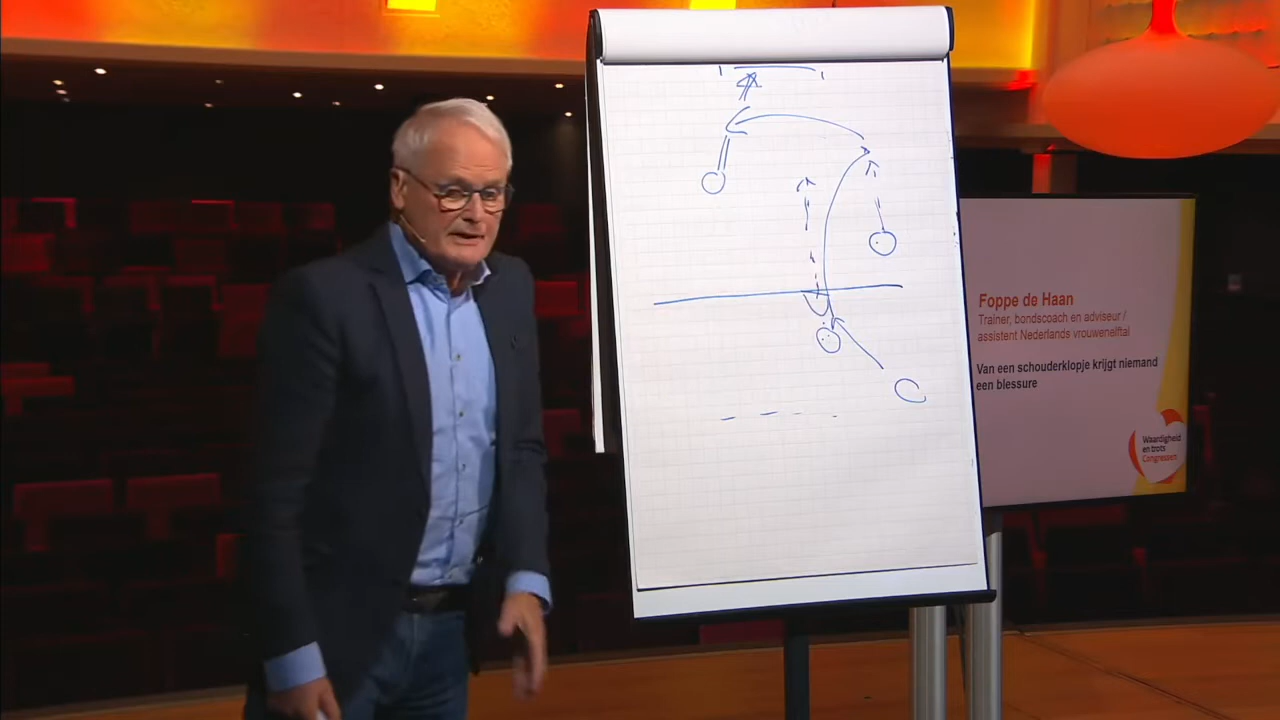 Foppe de Haan
Trainer, bondscoach en adviseur /
assistent Nederlands vrouwenelftal
Van een schouderklopje krijgt niemand
een blessure
Waardigheid
en trots
Congressen